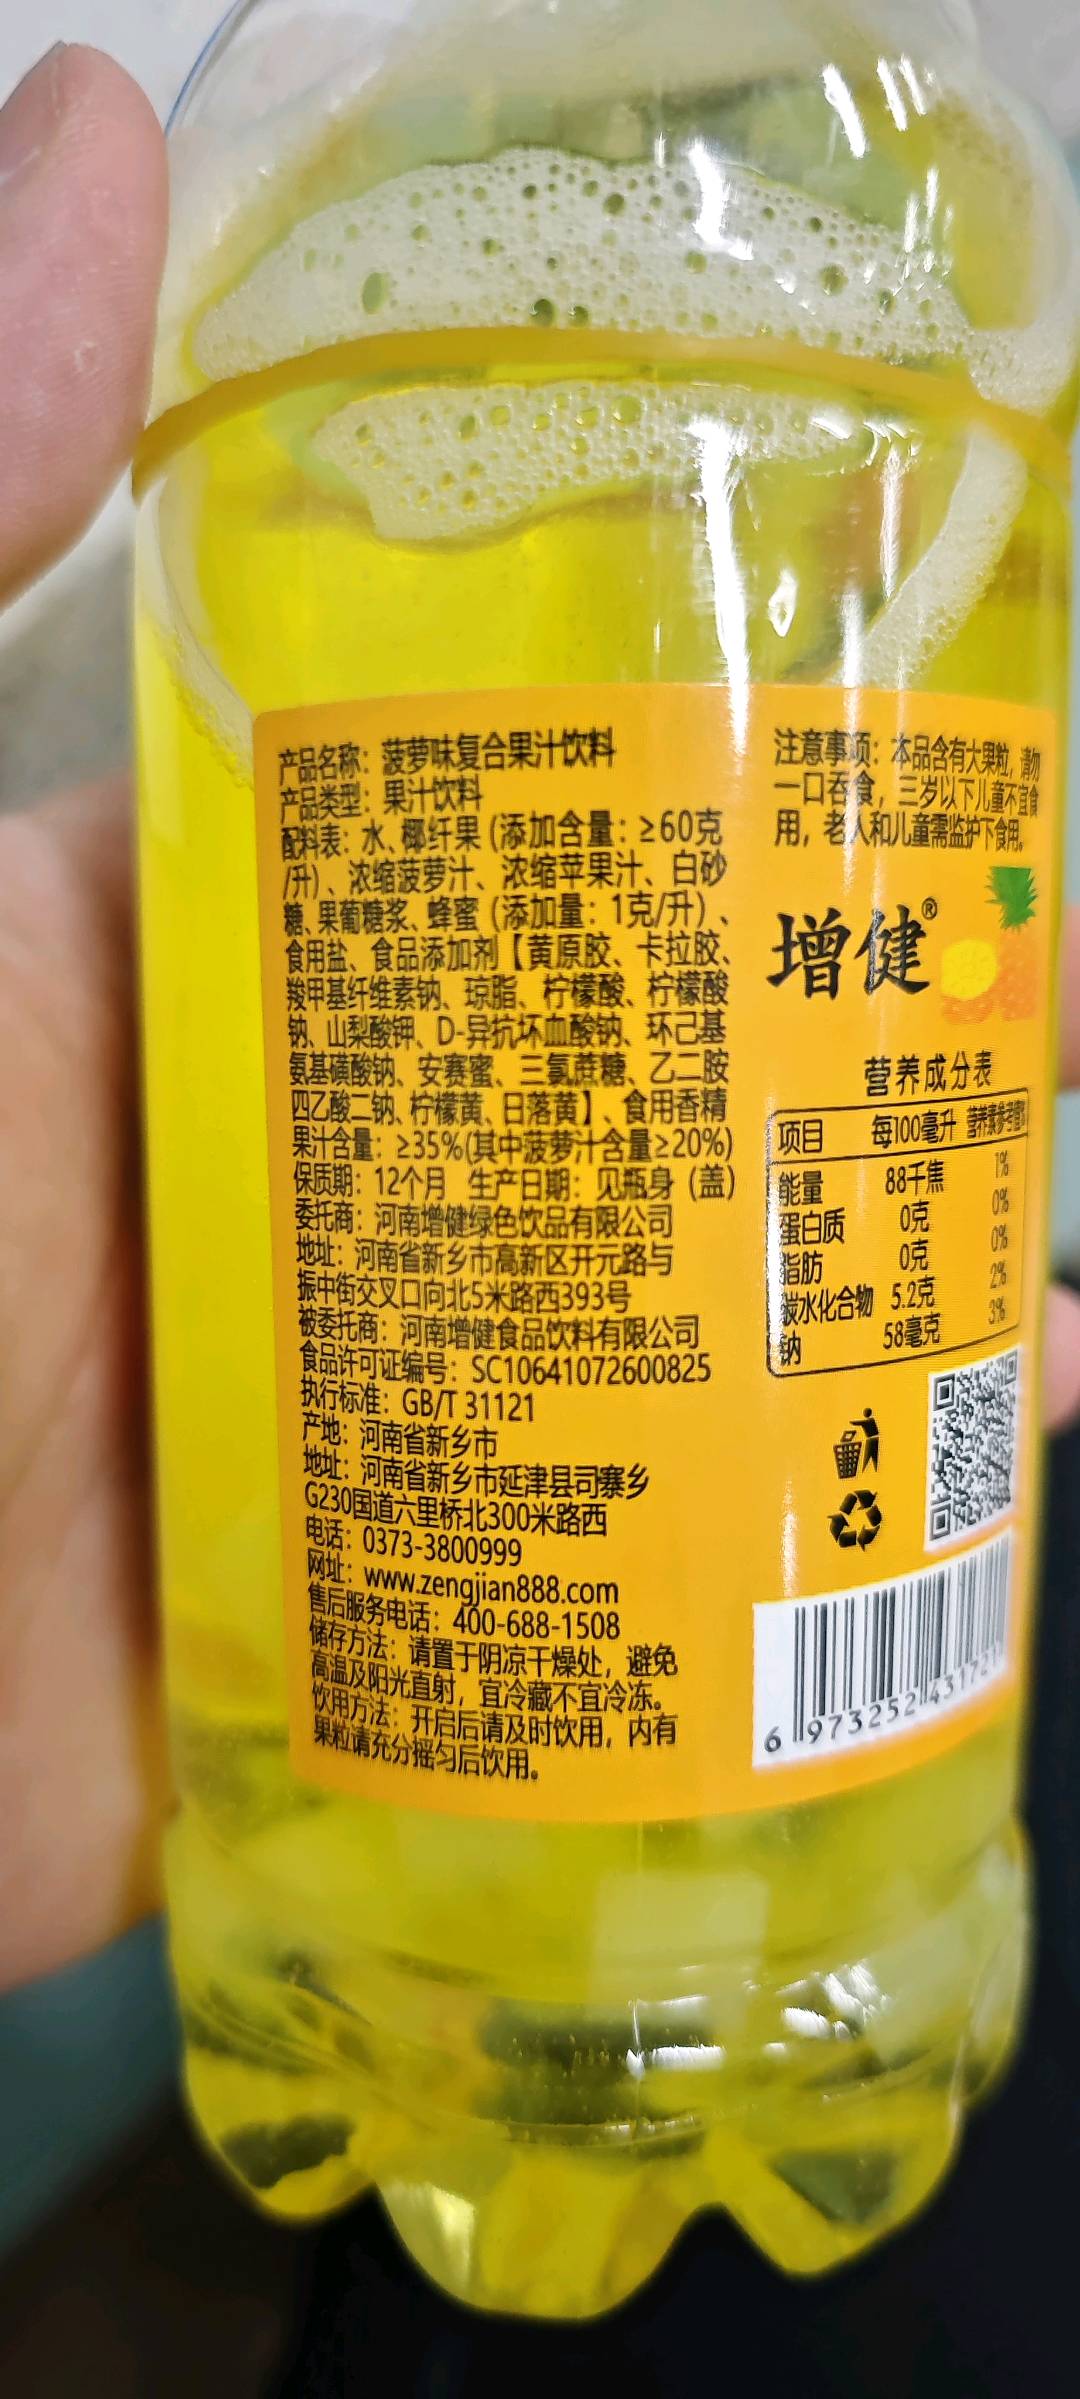 产品名称：菠萝味复合果汁饮料
产品类型：果汁饮料
配料表：水、椰纤果（添加含量：≥60克
/升）、浓缩菠萝汁、浓缩苹果汁、白砂
糖、果葡糖浆、蜂蜜（添加量：1克/升）、
食用盐、食品添加剂【黄原胶、卡拉胶、
羧甲基纤维素钠、琼脂、柠檬酸、柠檬酸
钠、山梨酸钾、D-异抗坏血酸钠、环己基
氨基磺酸钠、安赛蜜、三氯蔗糖、乙二胺
四乙酸二钠、柠檬黄、日落黄】、食用香精
果汁含量：≥35%(其中菠萝汁含量≥20%)
保质期：12个月 生产日期：见瓶身（盖）
委托商：河南增健绿色饮品有限公司
地址：河南省新乡市高新区开元路与
振中街交叉口向北5米路西393号
被委托商：河南增健食品饮料有限公司
食品许可证编号：SC10641072600825
执行标准：GB/T 31121
产地：河南省新乡市
地址：河南省新乡市延津县司寨乡
G230国道六里桥北300米路西
电话：0373-3800999
网址：www.zengjian888.com
售后服务电话：400-688-1508
储存方法：请置于阴凉干燥处，避免
高温及阳光直射，宜冷藏不宜冷冻。
饮用方法：开启后请及时饮用，内有
果粒请充分摇匀后饮用。
注意事项：本品含有大果粒，请勿
一口吞食，三岁以下儿童不宜食
用，老人和儿童需监护下食用。
增健®
营养成分表
项目 每100毫升 营养素参考值%
能量 88千焦 1%
蛋白质 0克 0%
脂肪 0克 0%
碳水化合物 5.2克 2%
钠 58毫克 3%
6 973252 431721